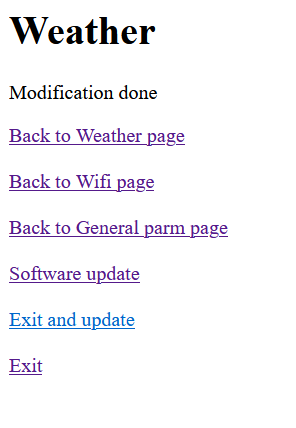 Weather
Modification done
Back to Weather page
Back to Wifi page
Back to General parm page
Software update
Exit and update
Exit